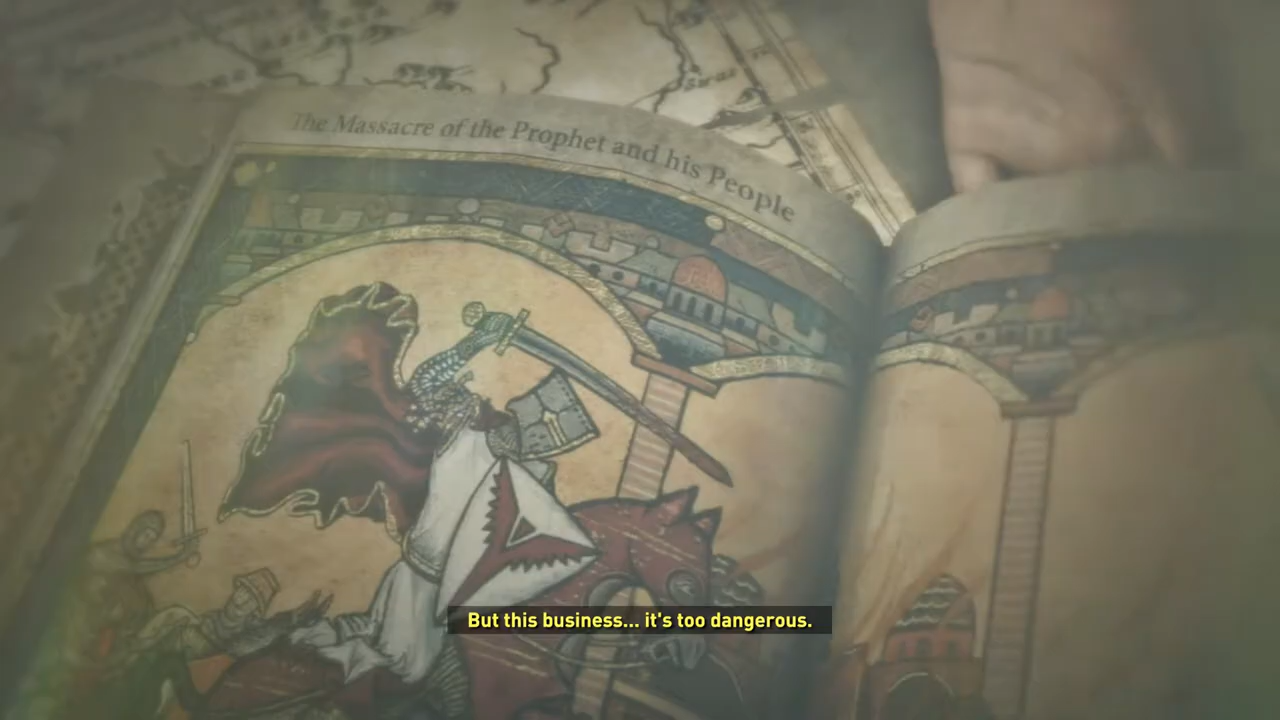 The Massacre of the Prophet and his People
But this business... it's too dangerous.